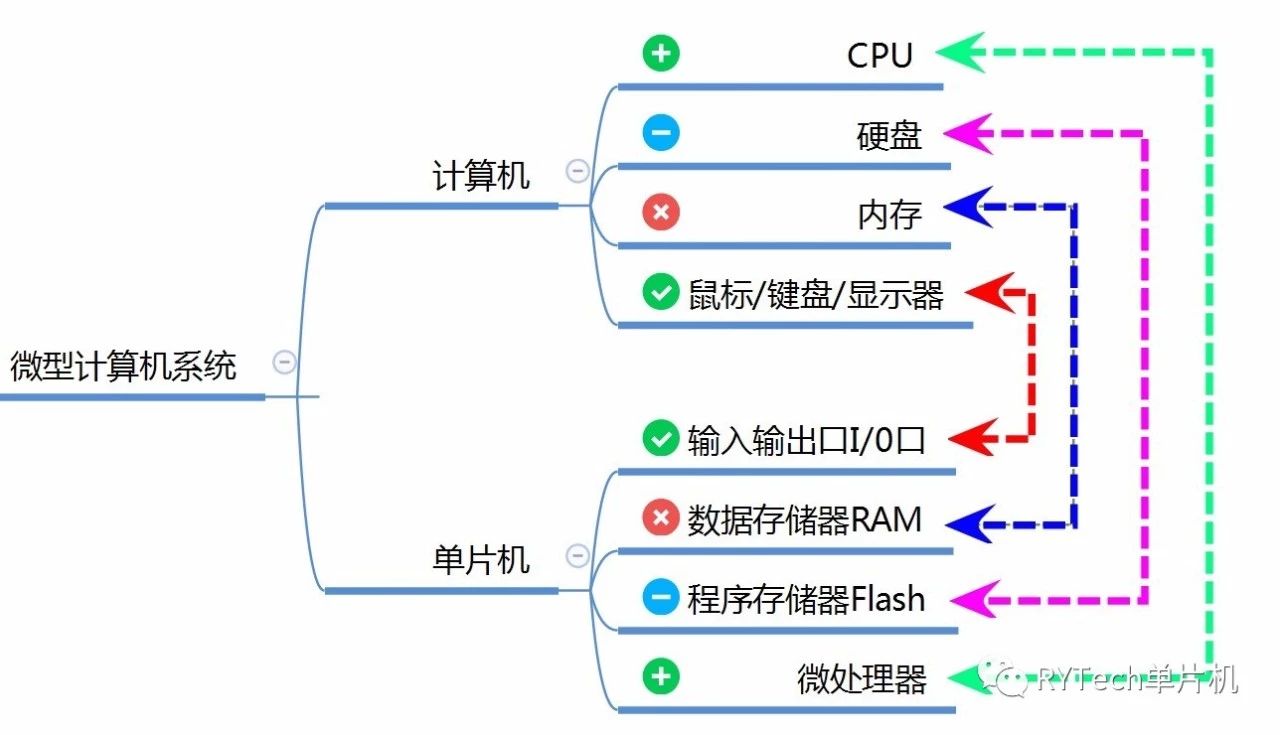 CPU
硬盘
计算机
内存
鼠标/键盘/显示器
微型计算机系统
输入输出口I/0口
数据存储器RAM
单片机
程序存储器Flash
微处理器
RYTech单片机